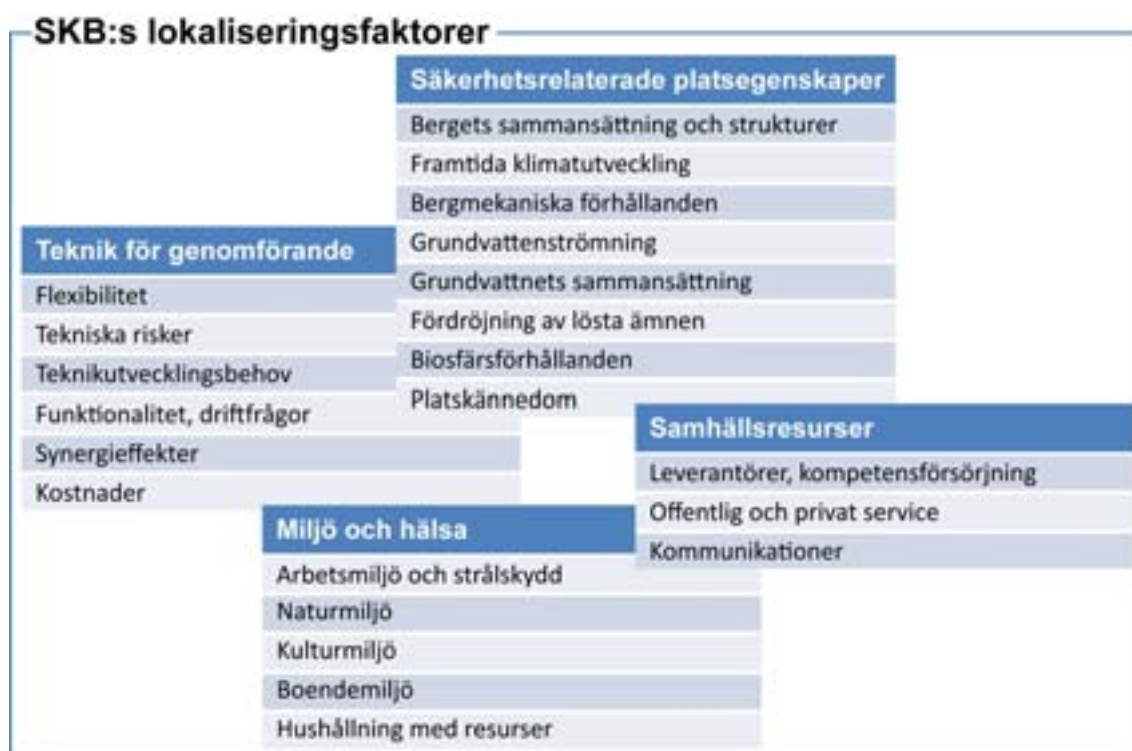 SKB:s lokaliseringsfaktorer
Säkerhetsrelaterade platsegenskaper
Bergets sammansättning och strukturer
Framtida klimatutveckling
Bergmekaniska förhållanden
Grundvattenströmning
Grundvattnets sammansättning
Fördröjning av lösta ämnen
Biosfärsförhållanden
Platskännedom
Teknik för genomförande
Flexibilitet
Tekniska risker
Teknikutvecklingsbehov
Funktionalitet, driftfrågor
Synergieffekter
Kostnader
Samhällsresurser
Leverantörer, kompetensförsörjning
Offentlig och privat service
Kommunikationer
Miljö och hälsa
Arbetsmiljö och strålskydd
Naturmiljö
Kulturmiljö
Boendemiljö
Hushållning med resurser